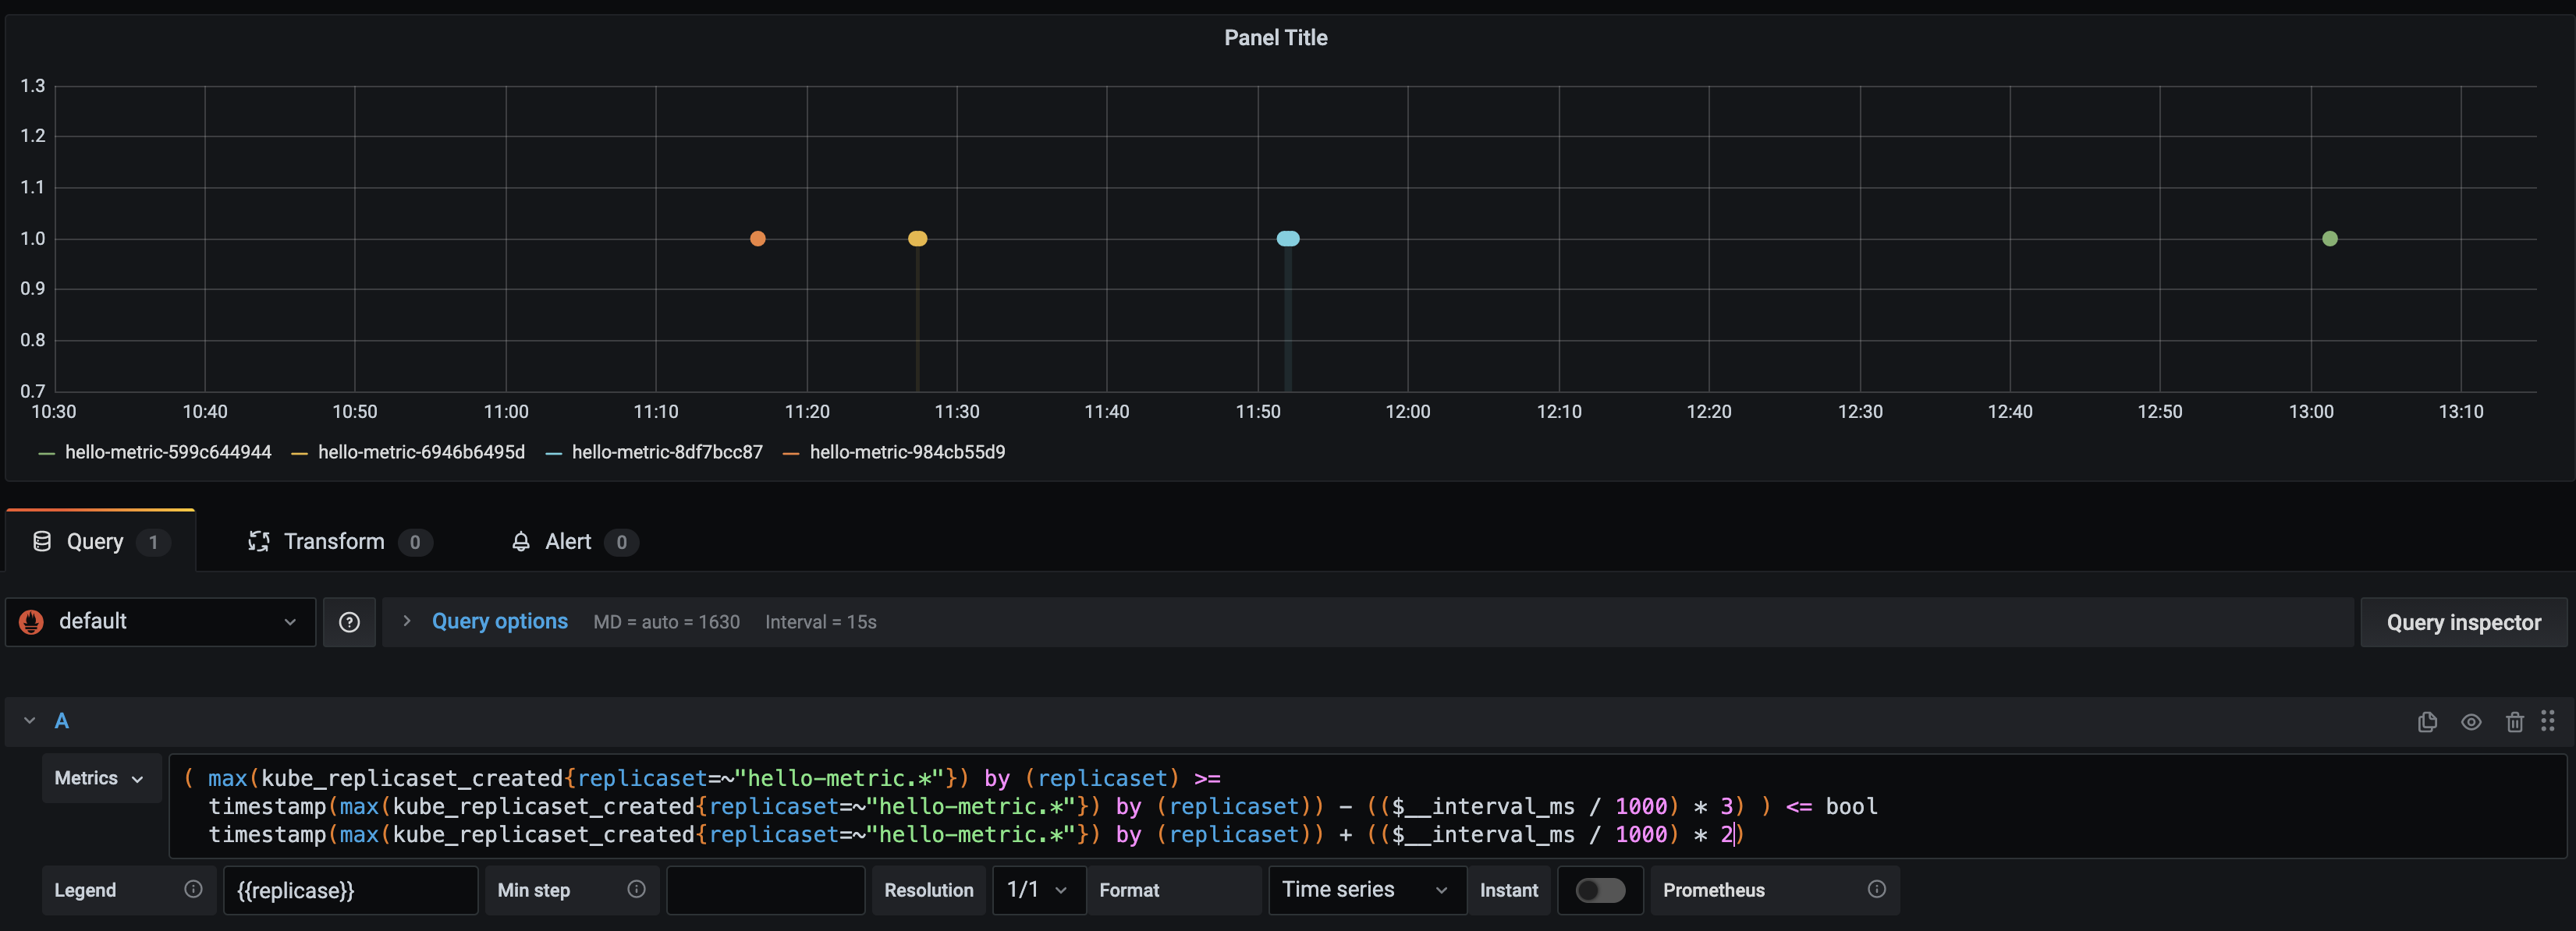 Panel Title
1.3
1.2
1.1
1.0
0.9
0.8
0.7
10:30 10:40 10:50 11:00 11:10 11:20 11:30 11:40 11:50 12:00 12:10 12:20 12:30 12:40 12:50 13:00 13:10
hello-metric-599c644944 hello-metric-6946b6495d hello-metric-8df7bcc87 hello-metric-984cb55d9
Query 1 Transform 0 Alert 0
default Query options MD = auto = 1630 Interval = 15s Query inspector
A
Metrics ( max(kube_replicaset_created{replicaset=~"hello-metric.*"}) by (replicaset) >=
timestamp(max(kube_replicaset_created{replicaset=~"hello-metric.*"}) by (replicaset)) - (($__interval_ms / 1000) * 3) ) <= bool
timestamp(max(kube_replicaset_created{replicaset=~"hello-metric.*"}) by (replicaset)) + (($__interval_ms / 1000) * 2)
Legend {{replicase}} Min step Resolution 1/1 Format Time series Instant Prometheus